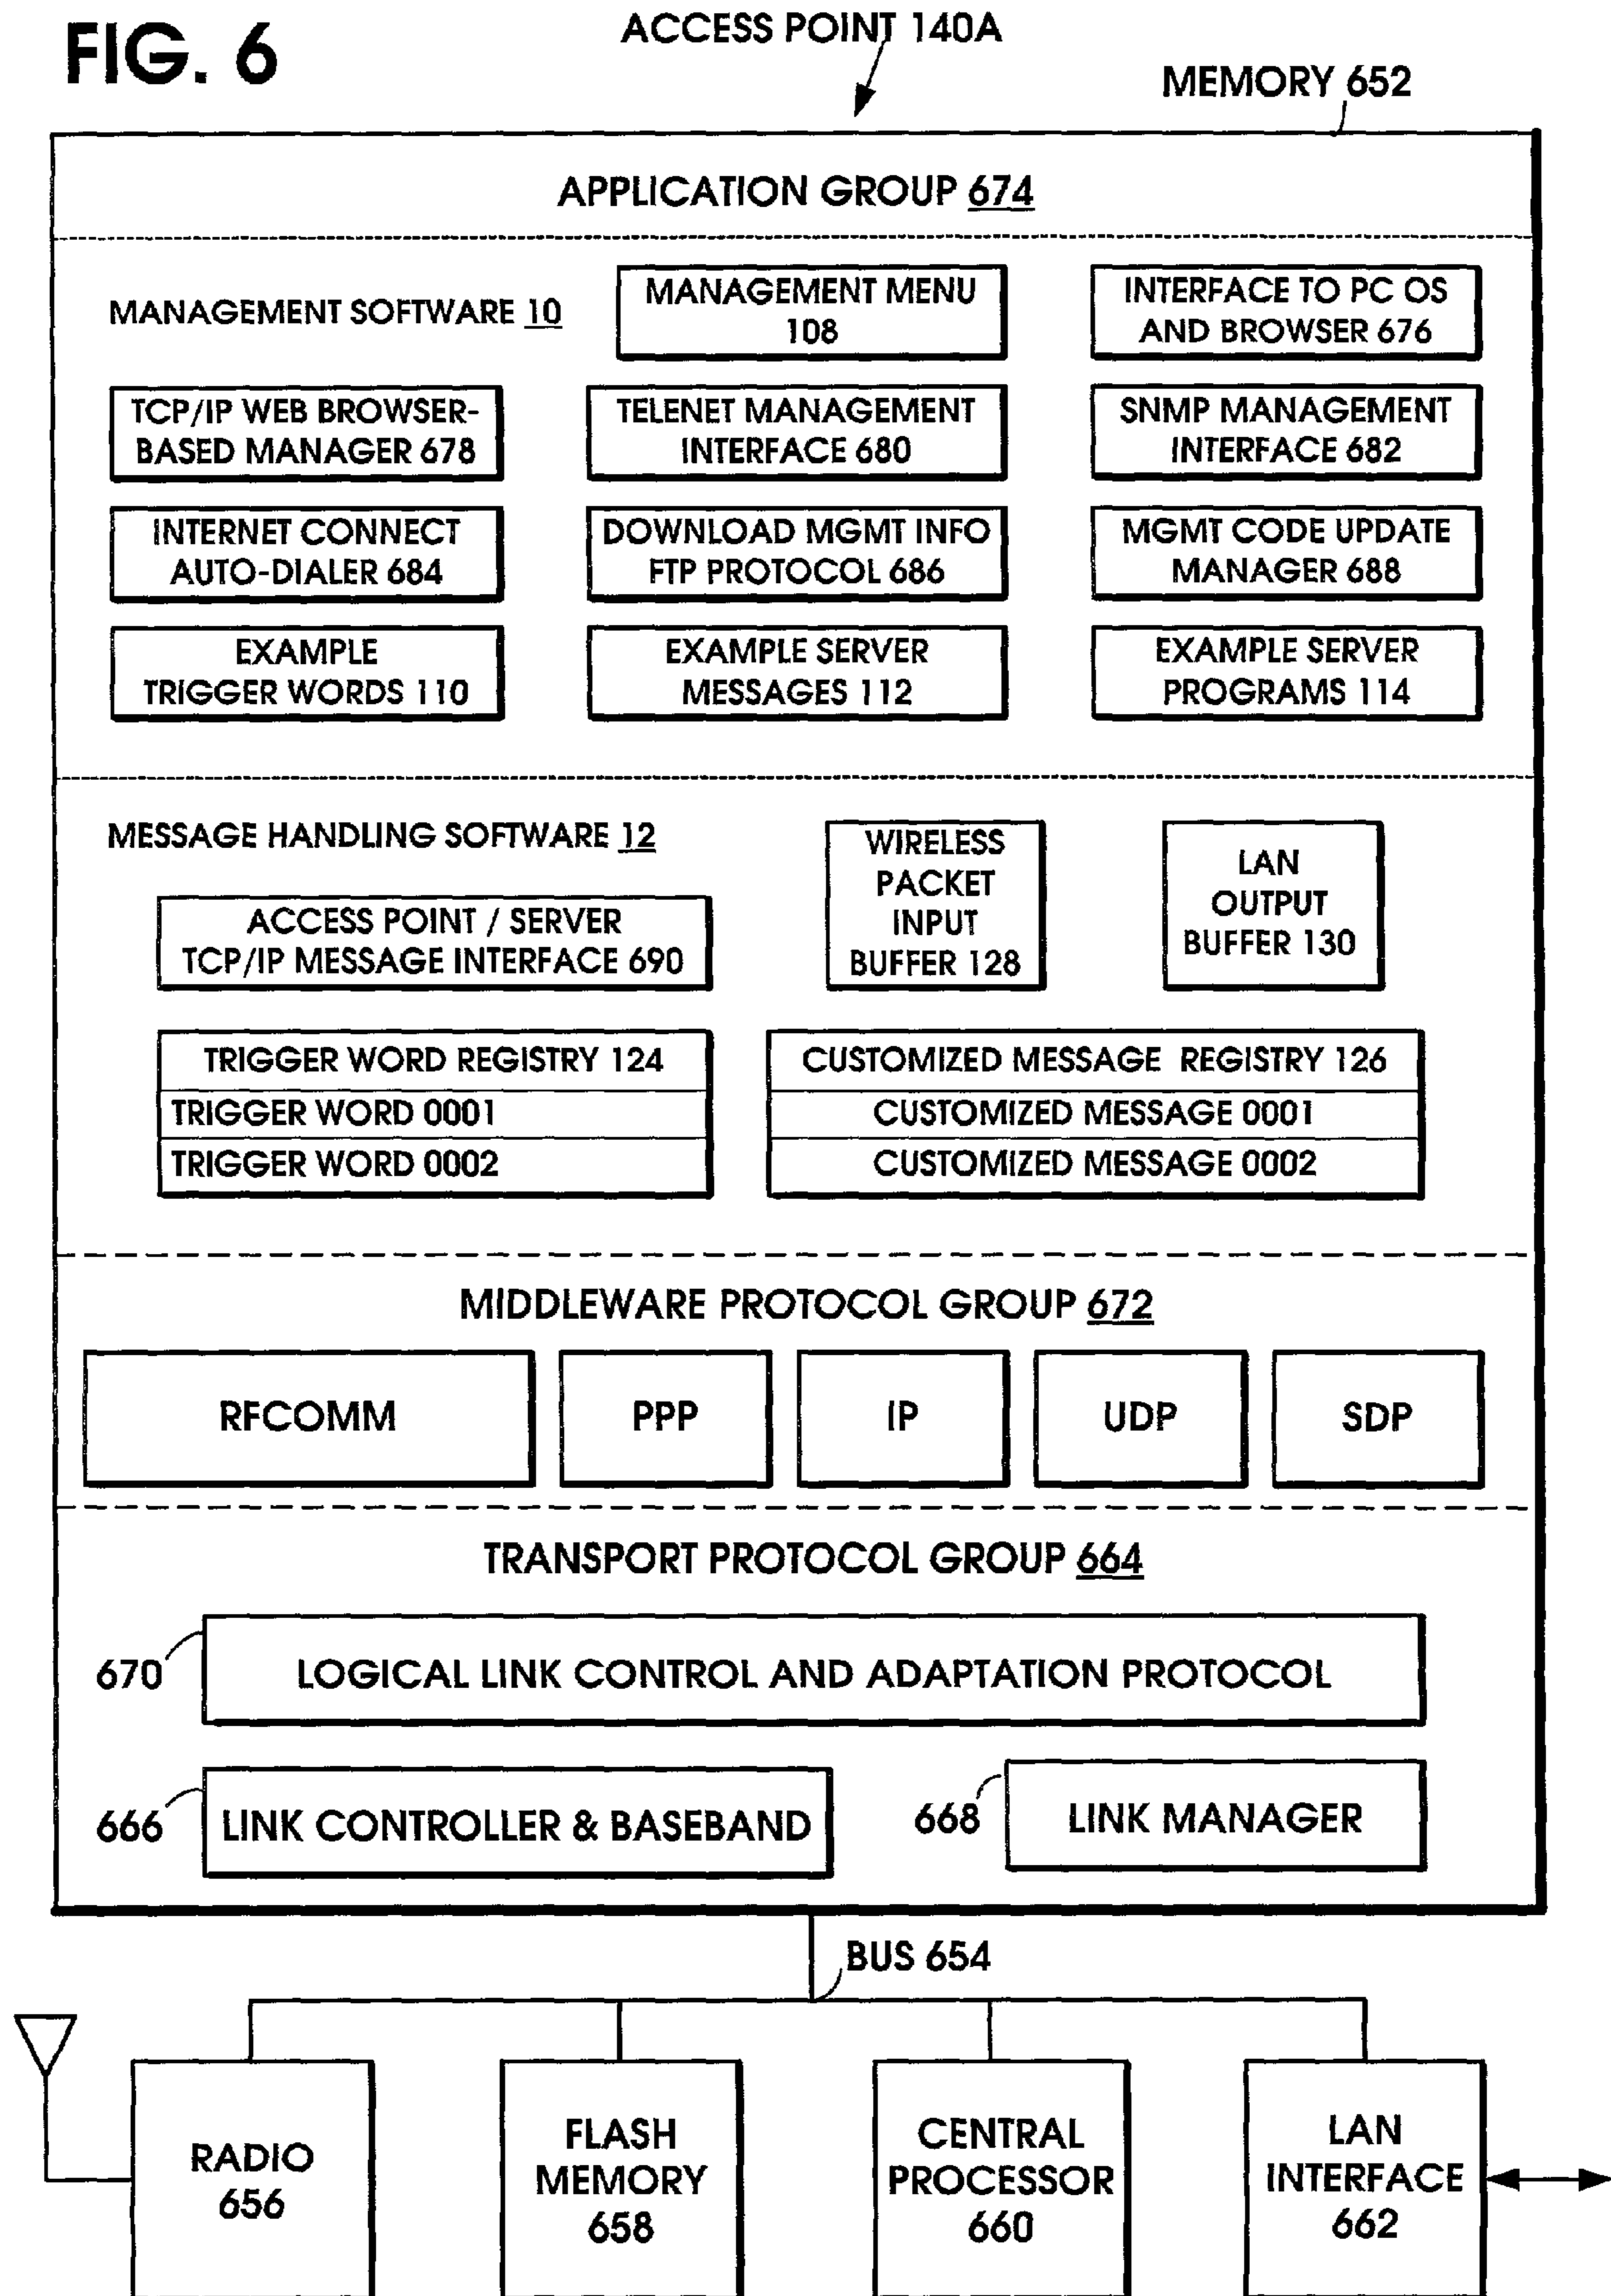 FIG. 6
ACCESS POINT 140A
MEMORY 652
APPLICATION GROUP 674
MANAGEMENT SOFTWARE 10
MANAGEMENT MENU
108
INTERFACE TO PC OS
AND BROWSER 676
TCP/IP WEB BROWSER-
BASED MANAGER 678
TELENET MANAGEMENT
INTERFACE 680
SNMP MANAGEMENT
INTERFACE 682
INTERNET CONNECT
AUTO-DIALER 684
DOWNLOAD MGMT INFO
FTP PROTOCOL 686
MGMT CODE UPDATE
MANAGER 688
EXAMPLE
TRIGGER WORDS 110
EXAMPLE SERVER
MESSAGES 112
EXAMPLE SERVER
PROGRAMS 114
MESSAGE HANDLING SOFTWARE 12
ACCESS POINT / SERVER
TCP/IP MESSAGE INTERFACE 690
WIRELESS
PACKET
INPUT
BUFFER 128
LAN
OUTPUT
BUFFER 130
TRIGGER WORD REGISTRY 124
TRIGGER WORD 0001
TRIGGER WORD 0002
CUSTOMIZED MESSAGE REGISTRY 126
CUSTOMIZED MESSAGE 0001
CUSTOMIZED MESSAGE 0002
MIDDLEWARE PROTOCOL GROUP 672
RFCOMM
PPP
IP
UDP
SDP
TRANSPORT PROTOCOL GROUP 664
670
LOGICAL LINK CONTROL AND ADAPTATION PROTOCOL
666
LINK CONTROLLER & BASEBAND
668
LINK MANAGER
BUS 654
RADIO
656
FLASH
MEMORY
658
CENTRAL
PROCESSOR
660
LAN
INTERFACE
662